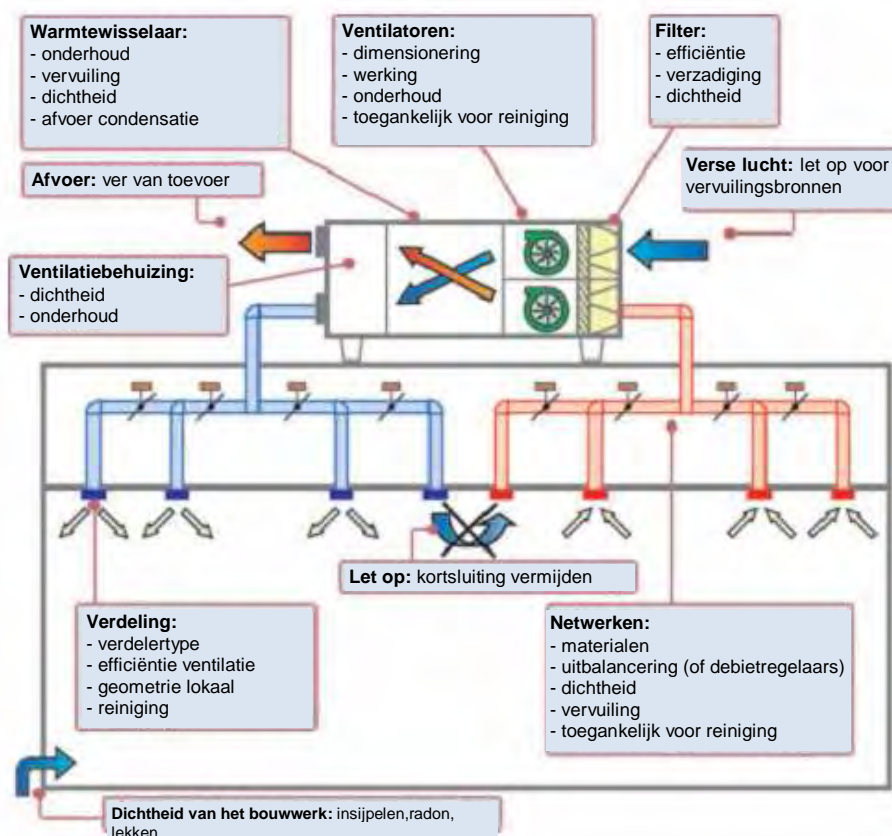 Warmtewisselaar:
- onderhoud
- vervuiling
- dichtheid
- afvoer condensatie
Ventilatoren:
- dimensionering
- werking
- onderhoud
- toegankelijk voor reiniging
Filter:
- efficiëntie
- verzadiging
- dichtheid
Afvoer: ver van toevoer
Verse lucht: let op voor
vervuilingsbronnen
Ventilatiebehuizing:
- dichtheid
- onderhoud
Let op: kortsluiting vermijden
Verdeling:
- verdelertype
- efficiëntie ventilatie
- geometrie lokaal
- reiniging
Netwerken:
- materialen
- uitbalancering (of debietregelaars)
- dichtheid
- vervuiling
- toegankelijk voor reiniging
Dichtheid van het bouwwerk: insijpelen,radon,
lekken